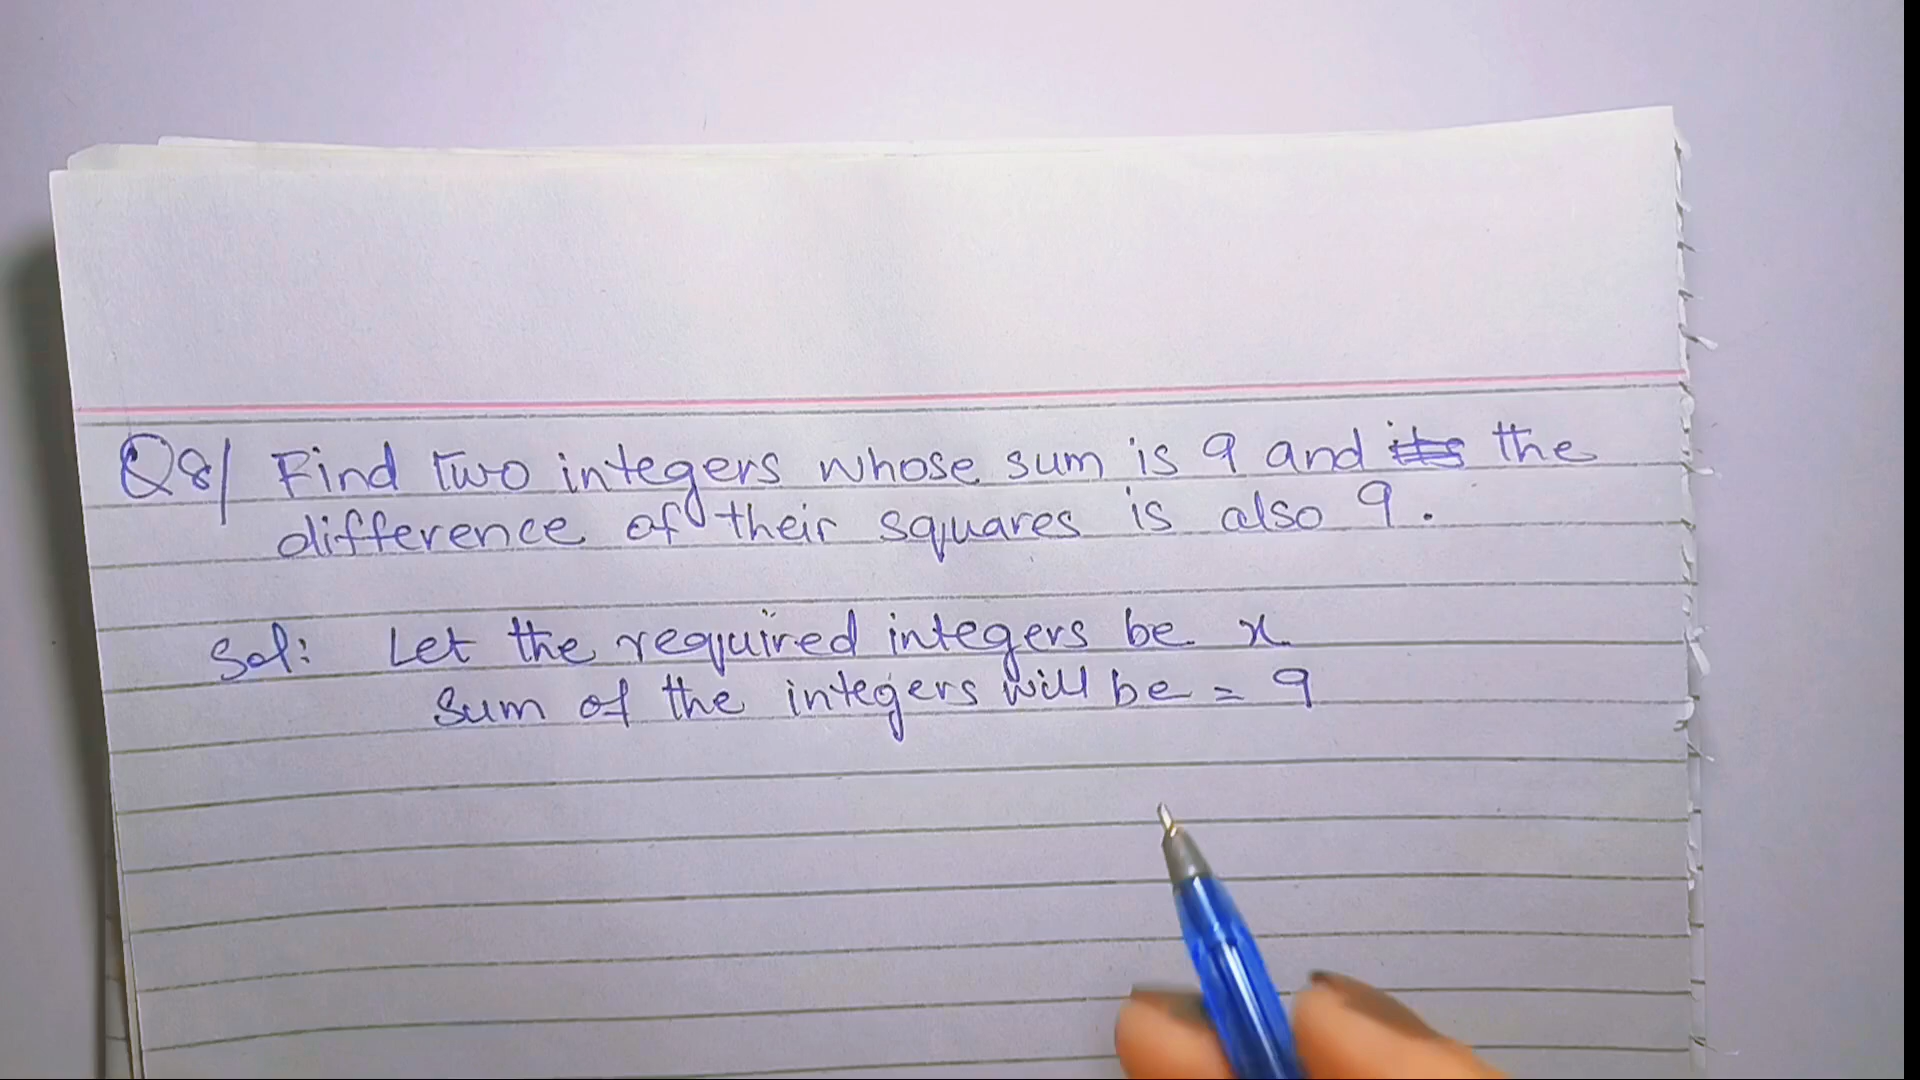 Q8/ Find two integers whose sum is 9 and the
difference of their squares is also 9.
Sol: Let the required integers be x
Sum of the integers will be = 9